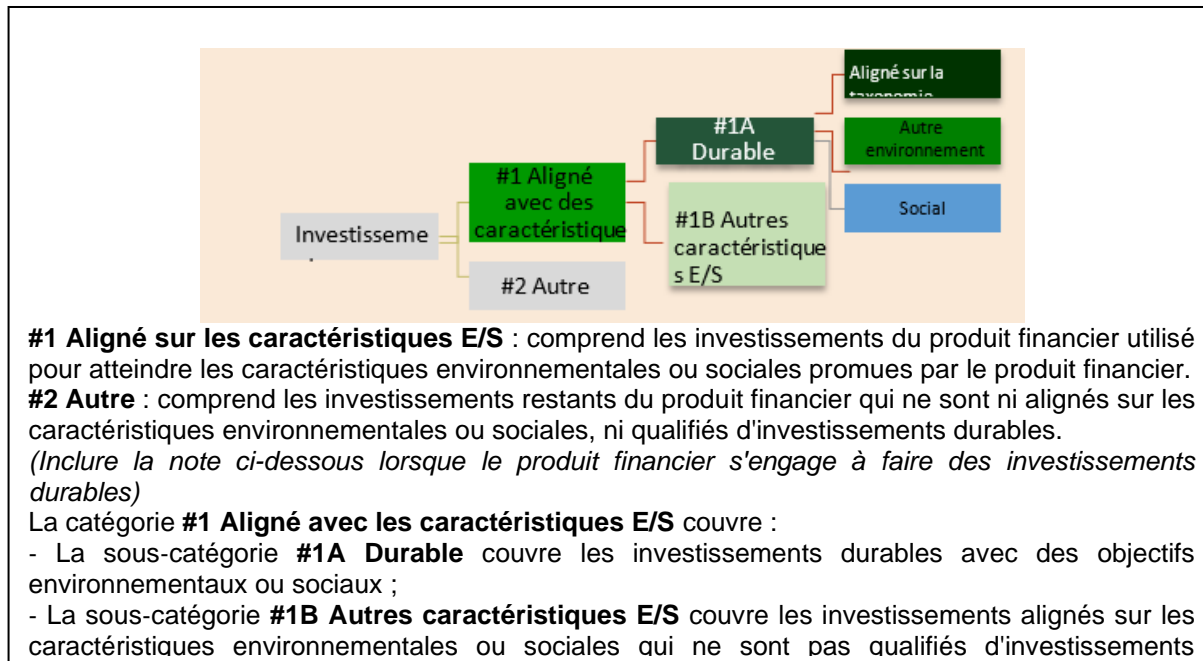 Aligné sur la
taxonomie
#1A
Durable
Autre
environnement
#1 Aligné
avec des
caractéristique
Social
#1B Autres
caractéristique
s E/S
Investisseme
#2 Autre
#1 Aligné sur les caractéristiques E/S : comprend les investissements du produit financier utilisé
pour atteindre les caractéristiques environnementales ou sociales promues par le produit financier.
#2 Autre : comprend les investissements restants du produit financier qui ne sont ni alignés sur les
caractéristiques environnementales ou sociales, ni qualifiés d'investissements durables.
(Inclure la note ci-dessous lorsque le produit financier s'engage à faire des investissements
durables)
La catégorie #1 Aligné avec les caractéristiques E/S couvre :
- La sous-catégorie #1A Durable couvre les investissements durables avec des objectifs
environnementaux ou sociaux ;
- La sous-catégorie #1B Autres caractéristiques E/S couvre les investissements alignés sur les
caractéristiques environnementales ou sociales qui ne sont pas qualifiés d'investissements